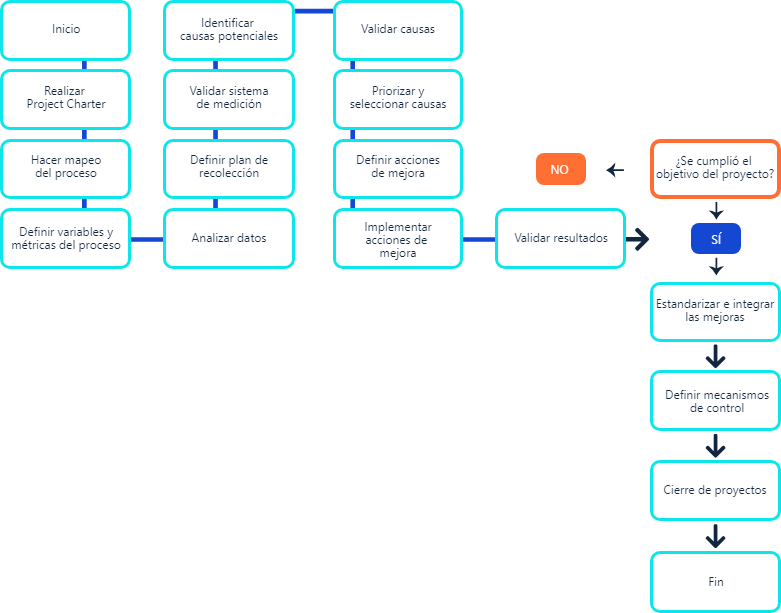 Inicio
Realizar
Project Charter
Hacer mapeo
del proceso
Definir variables y
métricas del proceso
Identificar
causas potenciales
Validar sistema
de medición
Definir plan de
recolección
Analizar datos
Validar causas
Priorizar y
seleccionar causas
Definir acciones
de mejora
Implementar
acciones de
mejora
Validar resultados
NO
¿Se cumplió el
objetivo del proyecto?
SÍ
Estandarizar e integrar
las mejoras
Definir mecanismos
de control
Cierre de proyectos
Fin